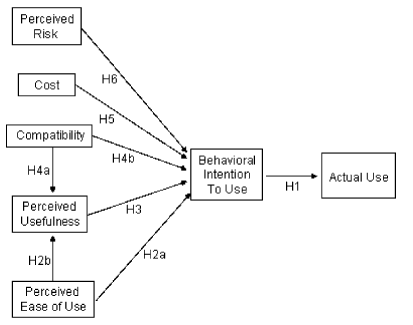 Perceived
Risk
H6
Cost
H5
Compatibility
H4b
H4a
Behavioral
Intention
To Use
H1
Actual Use
Perceived
Usefulness
H3
H2b
H2a
Perceived
Ease of Use